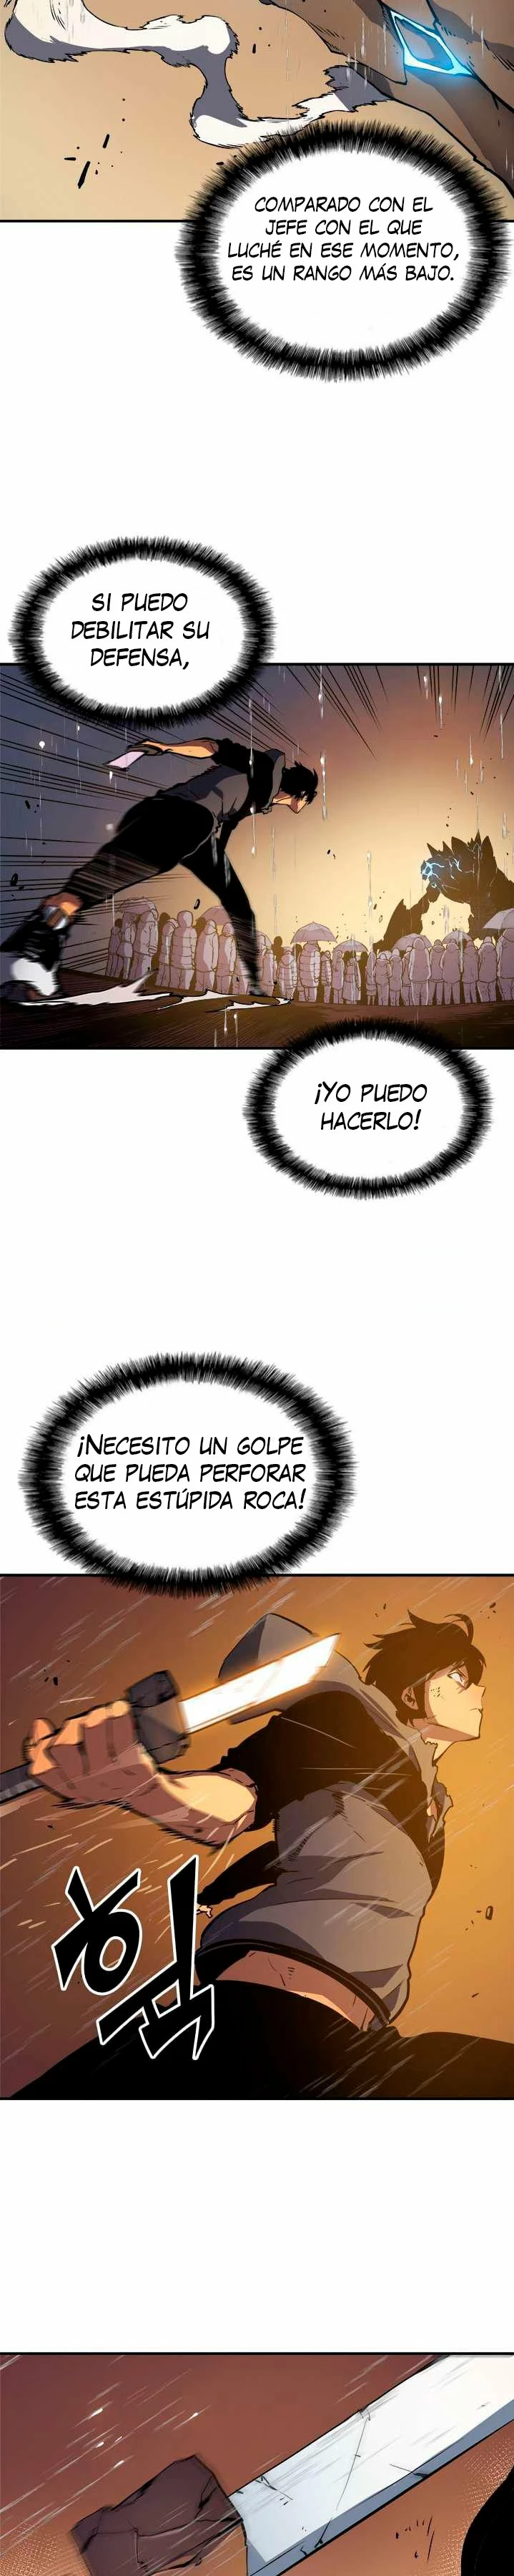 COMPARADO CON EL
JEFE CON EL QUE
LUCHÉ EN ESE MOMENTO,
ES UN RANGO MÁS BAJO.
SI PUEDO
DEBILITAR SU
DEFENSA,
¡YO PUEDO
HACERLO!
¡NECESITO UN GOLPE
QUE PUEDA PERFORAR
ESTA ESTÚPIDA ROCA!
휙